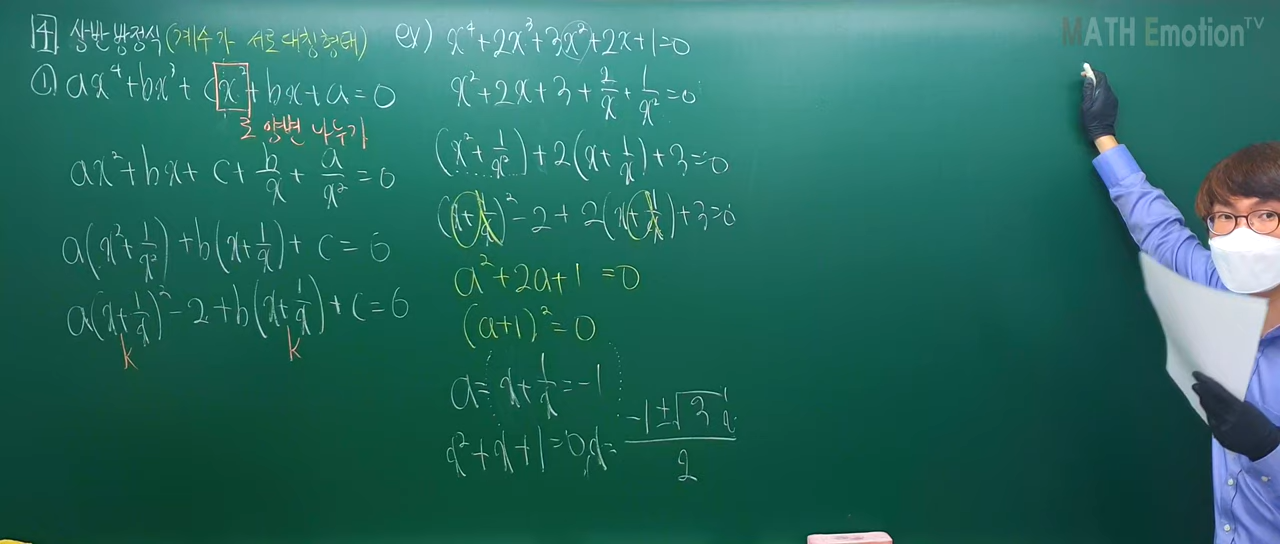 4 상반방정식(계수가 서로 대칭형태)
① ax⁴+bx³+cx²+bx+a=0
로 양변 나누기
ax²+bx+c+b/x+a/x²=0
a(x²+1/x²)+b(x+1/x)+c=0
a(x+1/x)²-2+b(x+1/x)+c=0
k k
ex) x⁴+2x³+3x²+2x+1=0
x²+2x+3+2/x+1/x²=0
(x²+1/x²)+2(x+1/x)+3=0
(x+1/x)²-2+2(x+1/x)+3=0
a²+2a+1=0
(a+1)²=0
a=x+1/x=-1
x²+x+1=0, x=(-1±√3 i)/2
MATH Emotion TV